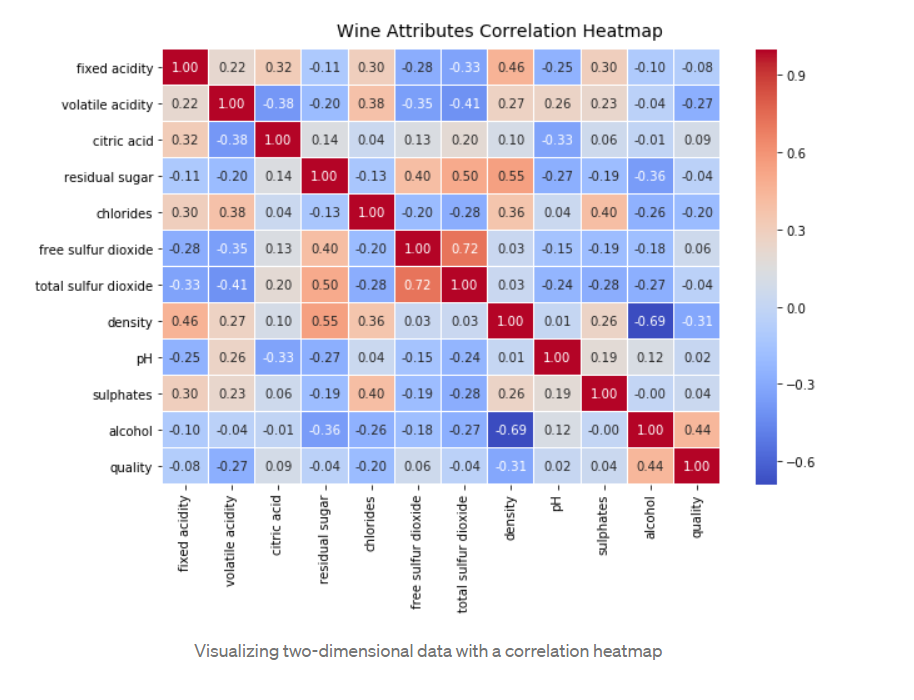 Wine Attributes Correlation Heatmap
fixed acidity 1.00 0.22 0.32 -0.11 0.30 -0.28 -0.33 0.46 -0.25 0.30 -0.10 -0.08
volatile acidity 0.22 1.00 -0.38 -0.20 0.38 -0.35 -0.41 0.27 0.26 0.23 -0.04 -0.27
citric acid 0.32 -0.38 1.00 0.14 0.04 0.13 0.20 0.10 -0.33 0.06 -0.01 0.09
residual sugar -0.11 -0.20 0.14 1.00 -0.13 0.40 0.50 0.55 -0.27 -0.19 -0.36 -0.04
chlorides 0.30 0.38 0.04 -0.13 1.00 -0.20 -0.28 0.36 0.04 0.40 -0.26 -0.20
free sulfur dioxide -0.28 -0.35 0.13 0.40 -0.20 1.00 0.72 0.03 -0.15 -0.19 -0.18 0.06
total sulfur dioxide -0.33 -0.41 0.20 0.50 -0.28 0.72 1.00 0.03 -0.24 -0.28 -0.27 -0.04
density 0.46 0.27 0.10 0.55 0.36 0.03 0.03 1.00 0.01 0.26 -0.69 -0.31
pH -0.25 0.26 -0.33 -0.27 0.04 -0.15 -0.24 0.01 1.00 0.19 0.12 0.02
sulphates 0.30 0.23 0.06 -0.19 0.40 -0.19 -0.28 0.26 0.19 1.00 -0.00 0.04
alcohol -0.10 -0.04 -0.01 -0.36 -0.26 -0.18 -0.27 -0.69 0.12 -0.00 1.00 0.44
quality -0.08 -0.27 0.09 -0.04 -0.20 0.06 -0.04 -0.31 0.02 0.04 0.44 1.00
fixed acidity
volatile acidity
citric acid
residual sugar
chlorides
free sulfur dioxide
total sulfur dioxide
density
pH
sulphates
alcohol
quality
0.9
0.6
0.3
0.0
−0.3
−0.6
Visualizing two-dimensional data with a correlation heatmap